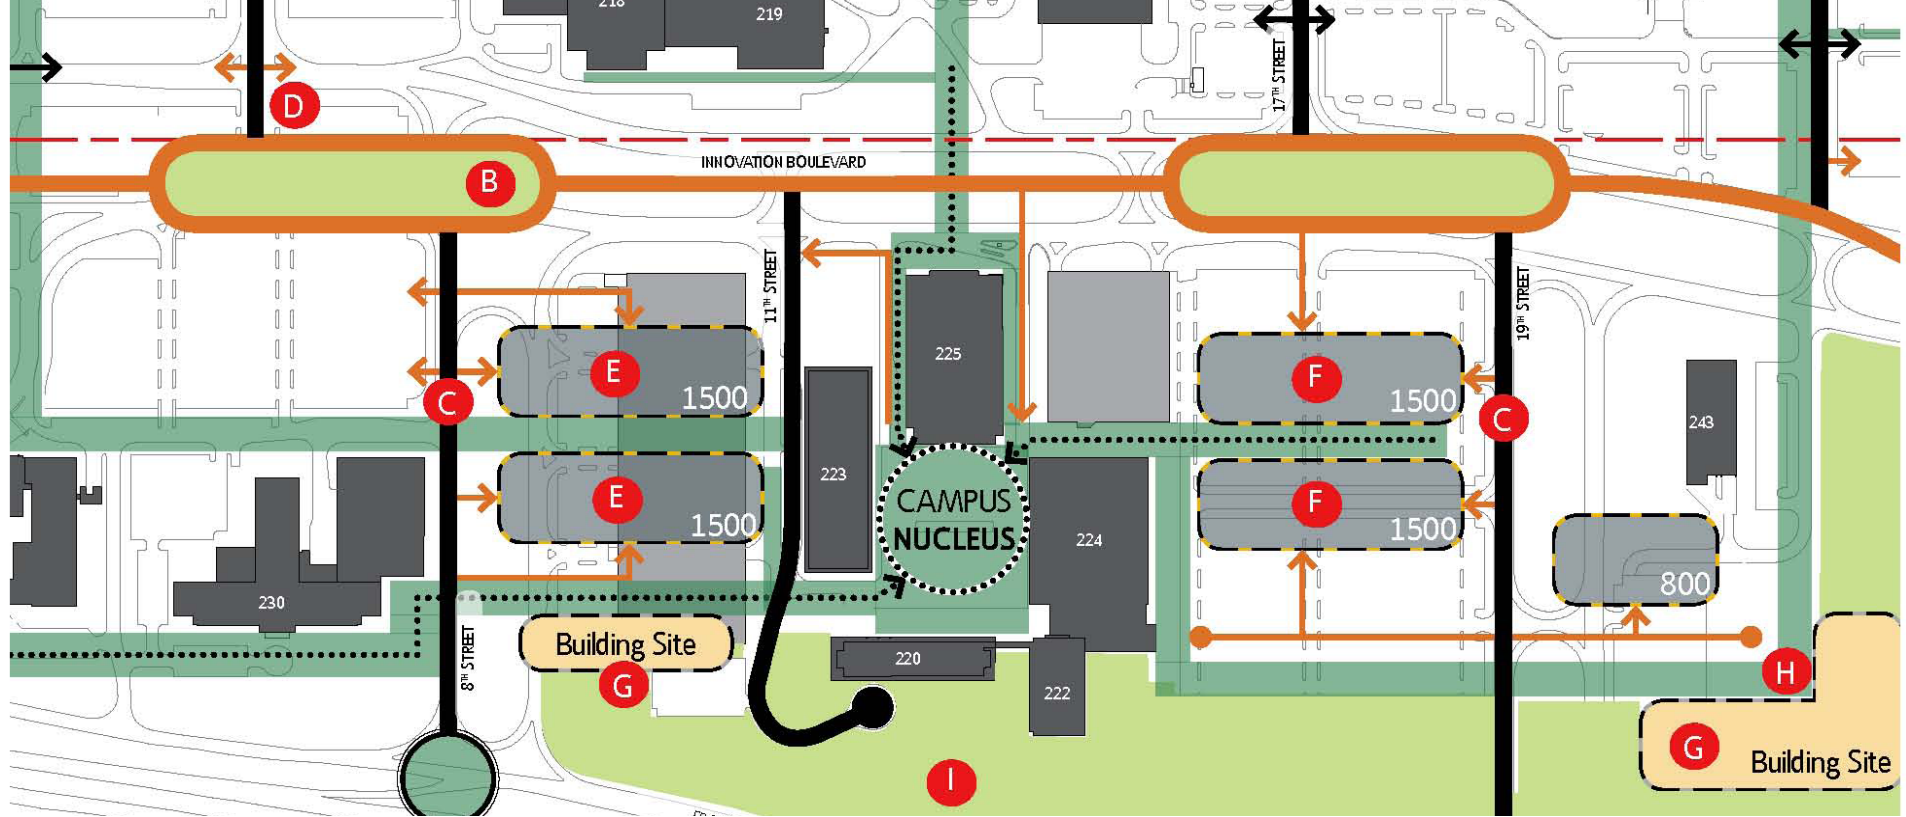 218
219
17TH STREET
D
INNOVATION BOULEVARD
B
11TH STREET
19TH STREET
225
E
1500
F
1500
C
C
243
223
CAMPUS
NUCLEUS
E
1500
F
1500
224
800
230
8TH STREET
Building Site
G
220
222
H
G
Building Site
I